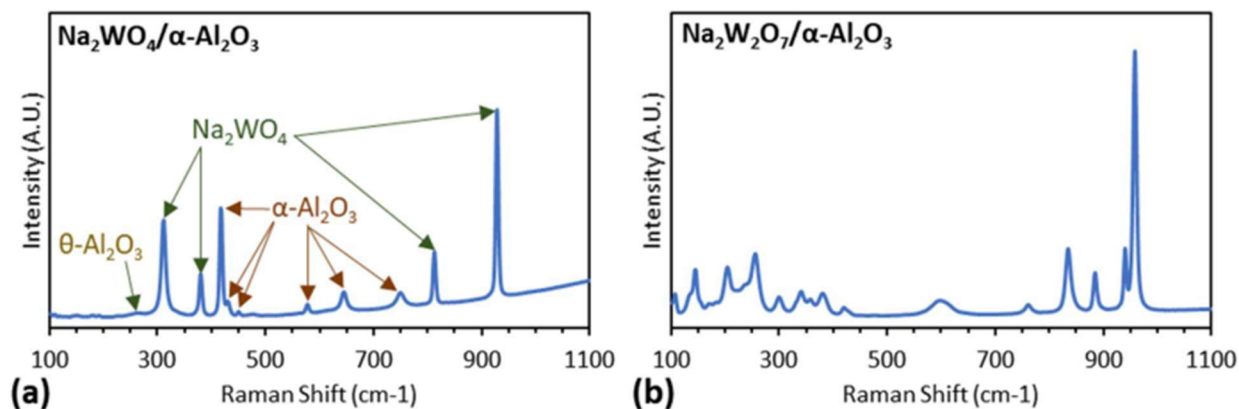 Na₂WO₄/α-Al₂O₃
Intensity (A.U.)
Na₂WO₄
α-Al₂O₃
θ-Al₂O₃
100 300 500 700 900 1100
Raman Shift (cm-1)
(a)
Na₂W₂O₇/α-Al₂O₃
Intensity (A.U.)
100 300 500 700 900 1100
Raman Shift (cm-1)
(b)